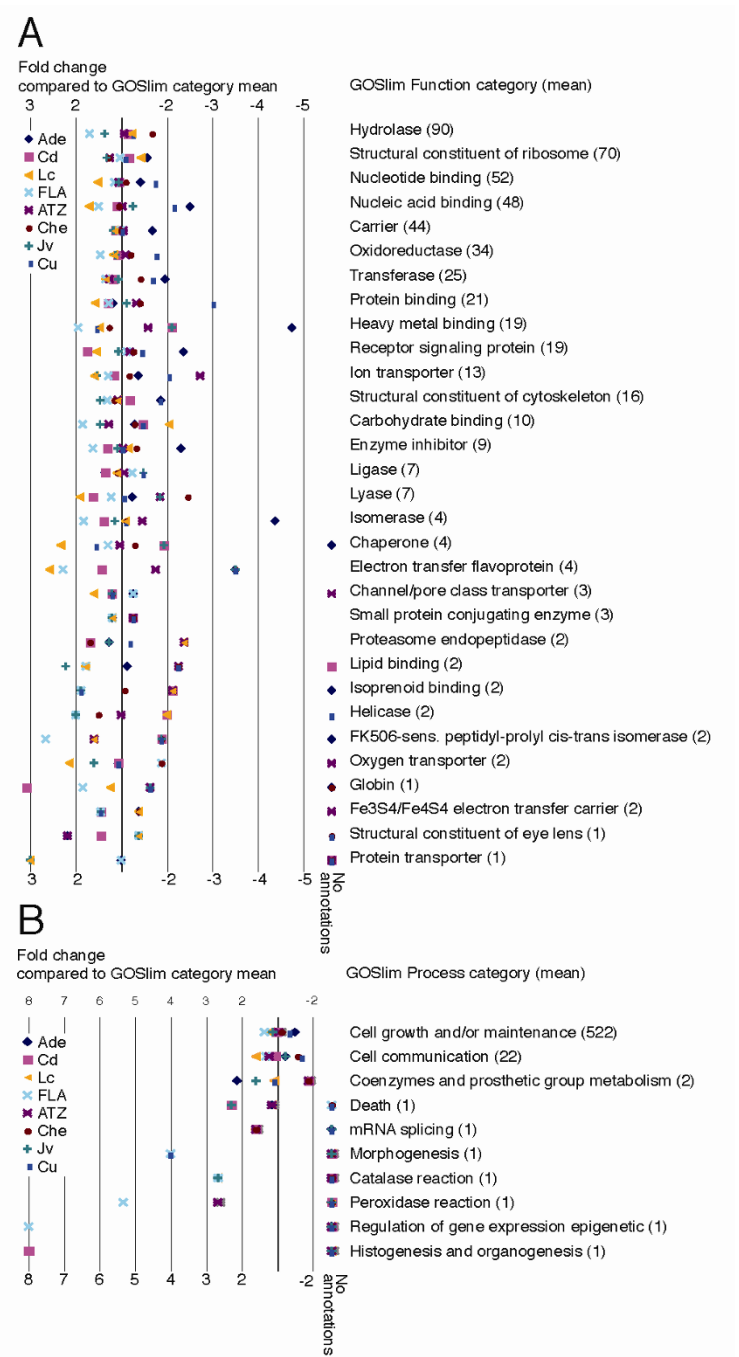 A
Fold change
compared to GOSlim category mean
GOSlim Function category (mean)
3 2 -2 -3 -4 -5
Ade
Cd
Lc
FLA
ATZ
Che
Jv
Cu
Hydrolase (90)
Structural constituent of ribosome (70)
Nucleotide binding (52)
Nucleic acid binding (48)
Carrier (44)
Oxidoreductase (34)
Transferase (25)
Protein binding (21)
Heavy metal binding (19)
Receptor signaling protein (19)
Ion transporter (13)
Structural constituent of cytoskeleton (16)
Carbohydrate binding (10)
Enzyme inhibitor (9)
Ligase (7)
Lyase (7)
Isomerase (4)
Chaperone (4)
Electron transfer flavoprotein (4)
Channel/pore class transporter (3)
Small protein conjugating enzyme (3)
Proteasome endopeptidase (2)
Lipid binding (2)
Isoprenoid binding (2)
Helicase (2)
FK506-sens. peptidyl-prolyl cis-trans isomerase (2)
Oxygen transporter (2)
Globin (1)
Fe3S4/Fe4S4 electron transfer carrier (2)
Structural constituent of eye lens (1)
Protein transporter (1)
3 2 -2 -3 -4 -5
No
annotations
B
Fold change
compared to GOSlim category mean
GOSlim Process category (mean)
8 7 6 5 4 3 2 -2
Ade
Cd
Lc
FLA
ATZ
Che
Jv
Cu
Cell growth and/or maintenance (522)
Cell communication (22)
Coenzymes and prosthetic group metabolism (2)
Death (1)
mRNA splicing (1)
Morphogenesis (1)
Catalase reaction (1)
Peroxidase reaction (1)
Regulation of gene expression epigenetic (1)
Histogenesis and organogenesis (1)
8 7 6 5 4 3 2 -2
No
annotations